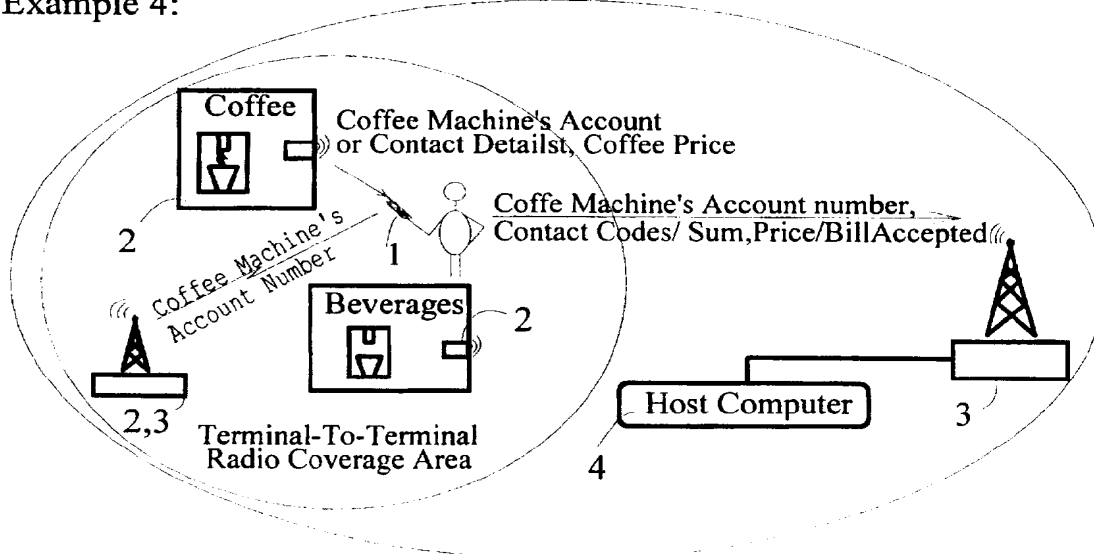 Example 4:
Coffee
Coffee Machine's Account
or Contact Detailst, Coffee Price
2
1
Coffe Machine's Account number,
Contact Codes/ Sum,Price/BillAccepted
Coffee Machine's
Account Number
Beverages
2
2,3
Terminal-To-Terminal
Radio Coverage Area
Host Computer
4
3